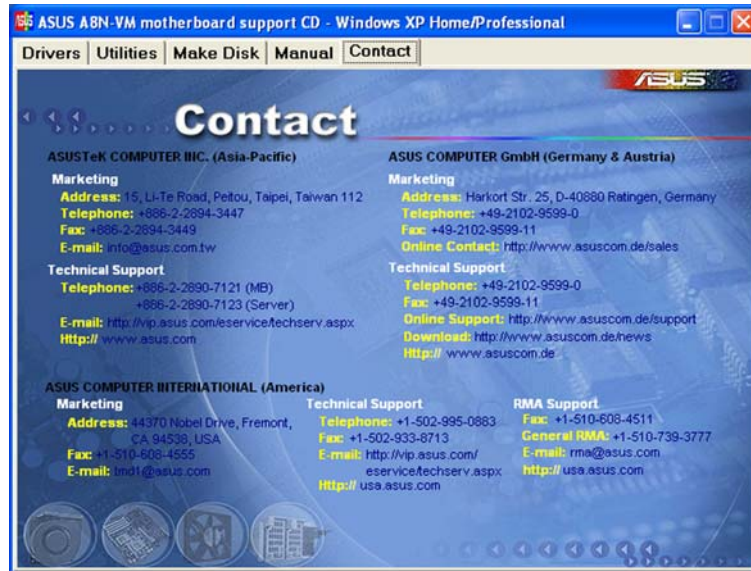 ASUS A8N-VM motherboard support CD - Windows XP Home/Professional
Drivers Utilities Make Disk Manual Contact
ASUS
Contact
ASUSTeK COMPUTER INC. (Asia-Pacific)
Marketing
Address: 15, Li-Te Road, Peitou, Taipei, Taiwan 112
Telephone: +886-2-2894-3447
Fax: +886-2-2894-3449
E-mail: info@asus.com.tw
Technical Support
Telephone: +886-2-2890-7121 (MB)
+886-2-2890-7123 (Server)
E-mail: http://vip.asus.com/eservice/techserv.aspx
Http:// www.asus.com
ASUS COMPUTER GmbH (Germany & Austria)
Marketing
Address: Harkort Str. 25, D-40880 Ratingen, Germany
Telephone: +49-2102-9599-0
Fax: +49-2102-9599-11
Online Contact: http://www.asuscom.de/sales
Technical Support
Telephone: +49-2102-9599-0
Fax: +49-2102-9599-11
Online Support: http://www.asuscom.de/support
Download: http://www.asuscom.de/news
Http:// www.asuscom.de
ASUS COMPUTER INTERNATIONAL (America)
Marketing
Address: 44370 Nobel Drive, Fremont,
CA 94538, USA
Fax: +1-510-608-4555
E-mail: tmd1@asus.com
Technical Support
Telephone: +1-502-995-0883
Fax: +1-502-933-8713
E-mail: http://vip.asus.com/
eservice/techserv.aspx
Http:// usa.asus.com
RMA Support
Fax: +1-510-608-4511
General RMA: +1-510-739-3777
E-mail: rma@asus.com
http:// usa.asus.com